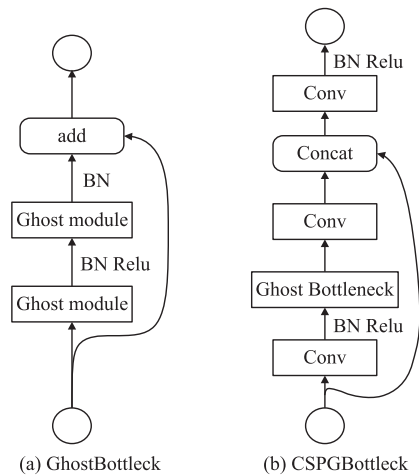 add
BN
Ghost module
BN Relu
Ghost module
(a) GhostBottleck
BN Relu
Conv
Concat
Conv
Ghost Bottleneck
BN Relu
Conv
(b) CSPGBottleck